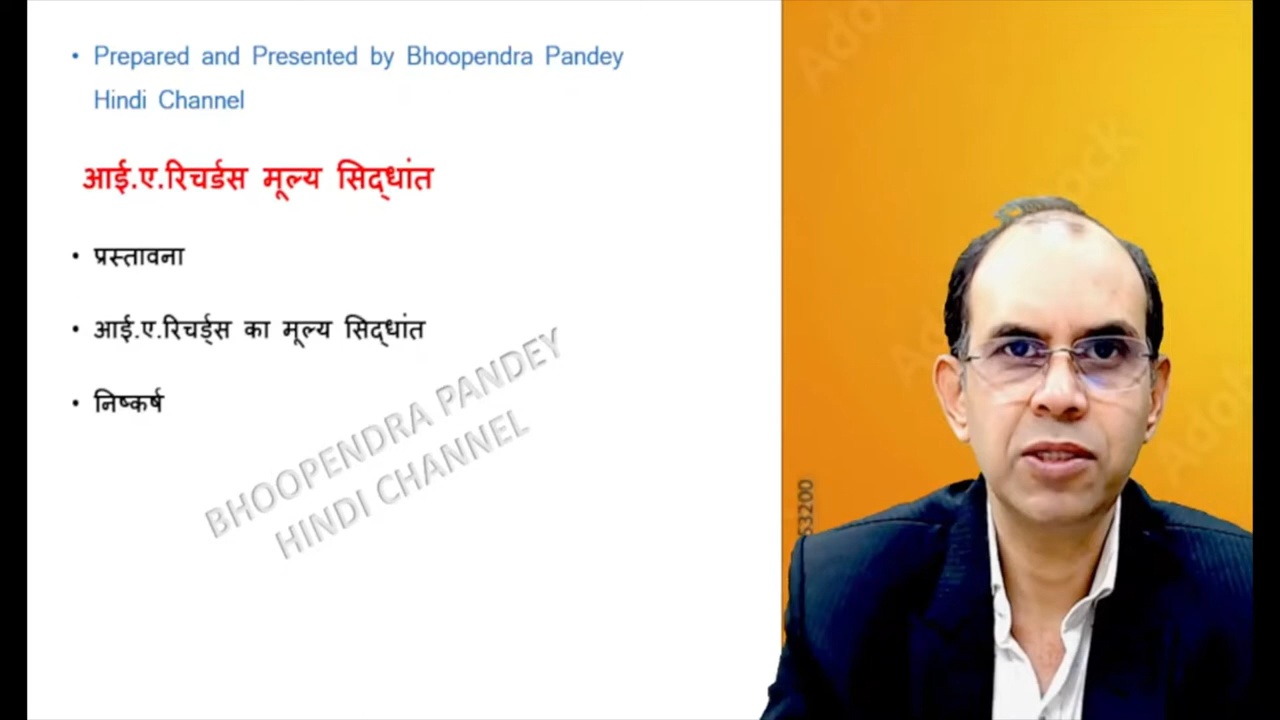 • Prepared and Presented by Bhoopendra Pandey
Hindi Channel
आई.ए.रिचर्डस मूल्य सिद्धांत
• प्रस्तावना
• आई.ए.रिचर्ड्स का मूल्य सिद्धांत
• निष्कर्ष
BHOOPENDRA PANDEY
HINDI CHANNEL
53200